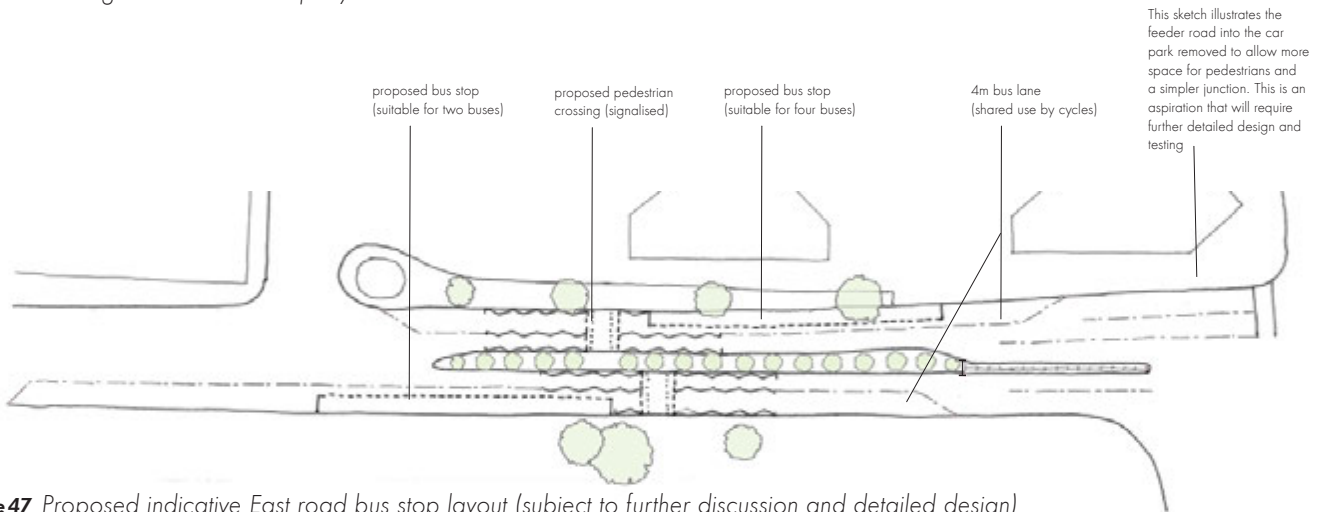 This sketch illustrates the
feeder road into the car
park removed to allow more
space for pedestrians and
a simpler junction. This is an
aspiration that will require
further detailed design and
testing
proposed bus stop
(suitable for two buses)
proposed pedestrian
crossing (signalised)
proposed bus stop
(suitable for four buses)
4m bus lane
(shared use by cycles)
e 47 Proposed indicative East road bus stop layout (subject to further discussion and detailed design)